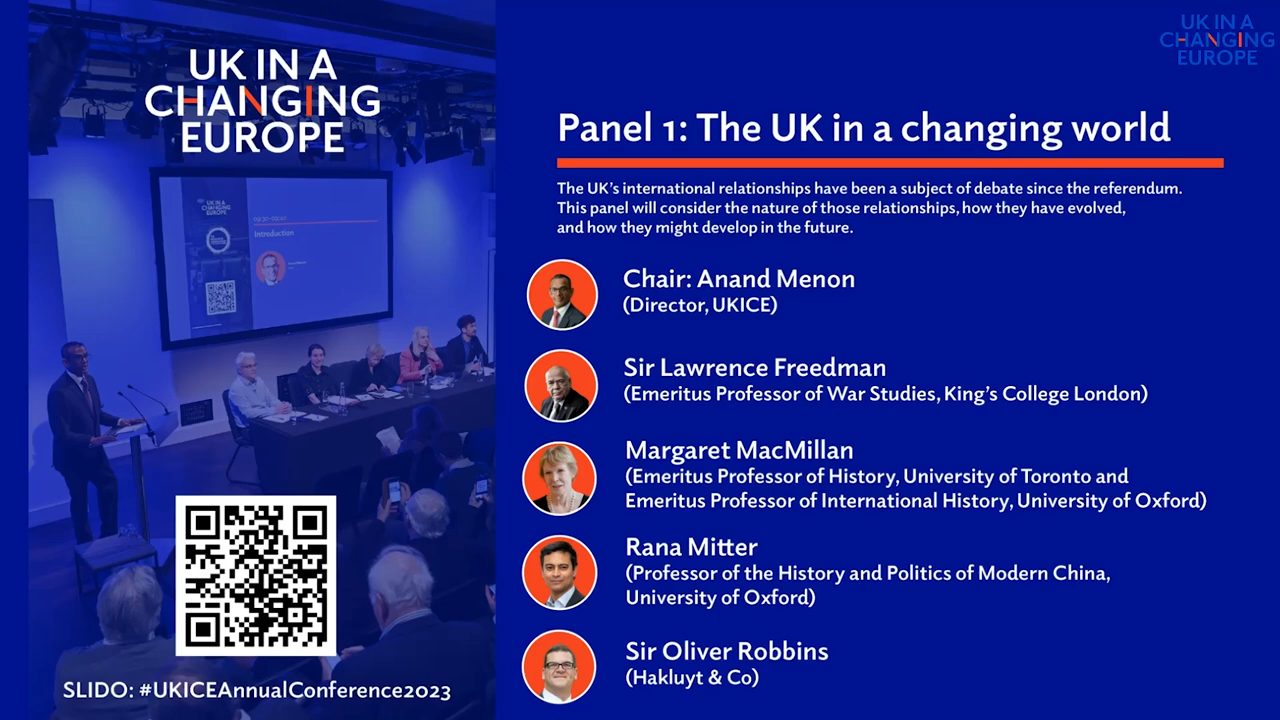 UK IN A
CHANGING
EUROPE
UK IN A
CHANGING
EUROPE
Introduction
SLIDO: #UKICEAnnualConference2023
UK IN A
CHANGING
EUROPE
Panel 1: The UK in a changing world
The UK’s international relationships have been a subject of debate since the referendum.
This panel will consider the nature of those relationships, how they have evolved,
and how they might develop in the future.
Chair: Anand Menon
(Director, UKICE)
Sir Lawrence Freedman
(Emeritus Professor of War Studies, King’s College London)
Margaret MacMillan
(Emeritus Professor of History, University of Toronto and
Emeritus Professor of International History, University of Oxford)
Rana Mitter
(Professor of the History and Politics of Modern China,
University of Oxford)
Sir Oliver Robbins
(Hakluyt & Co)